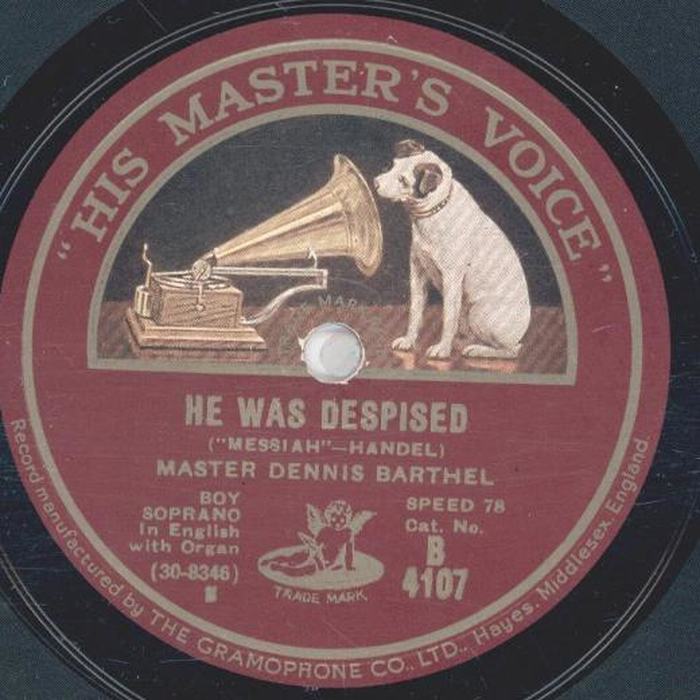 "HIS MASTER'S VOICE"
HE WAS DESPISED
("MESSIAH"—HANDEL)
MASTER DENNIS BARTHEL
BOY
SOPRANO
In English
with Organ
(30-8346)
SPEED 78
Cat. No.
B
4107
TRADE MARK
Record manufactured by THE GRAMOPHONE CO., LTD., Hayes, Middlesex, England.